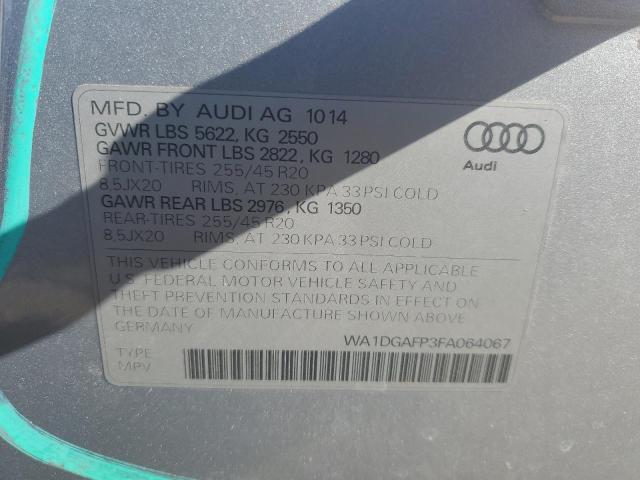 MFD. BY AUDI AG 10 14
GVWR LBS 5622, KG 2550
GAWR FRONT LBS 2822, KG 1280
FRONT-TIRES 255/45 R20
8,5JX20 RIMS, AT 230 KPA 33 PSI COLD
GAWR REAR LBS 2976, KG 1350
REAR-TIRES 255/45 R20
8,5JX20 RIMS, AT 230 KPA 33 PSI COLD
Audi
THIS VEHICLE CONFORMS TO ALL APPLICABLE
U.S. FEDERAL MOTOR VEHICLE SAFETY AND
THEFT PREVENTION STANDARDS IN EFFECT ON
THE DATE OF MANUFACTURE SHOWN ABOVE
GERMANY
WA1DGAFP3FA064067
TYPE
MPV